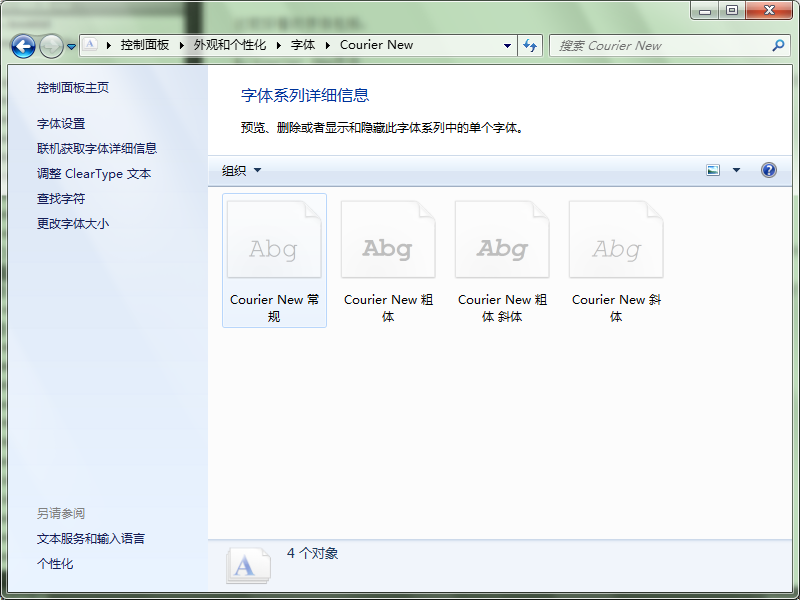 控制面板 外观和个性化 字体 Courier New
搜索 Courier New
控制面板主页
字体设置
联机获取字体详细信息
调整 ClearType 文本
查找字符
更改字体大小
字体系列详细信息
预览、删除或者显示和隐藏此字体系列中的单个字体。
组织
Abg
Abg
Abg
Abg
Courier New 常
规
Courier New 粗
体
Courier New 粗
体 斜体
Courier New 斜
体
另请参阅
文本服务和输入语言
个性化
A
4 个对象